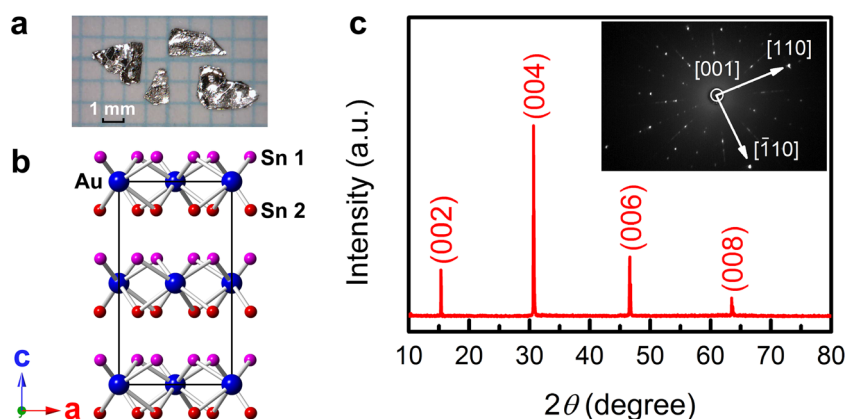 a
1 mm
b
Sn 1
Au
Sn 2
c
a
c
Intensity (a.u.)
(002)
(004)
(006)
(008)
[001]
[110]
[1̄10]
10 20 30 40 50 60 70 80
2θ (degree)